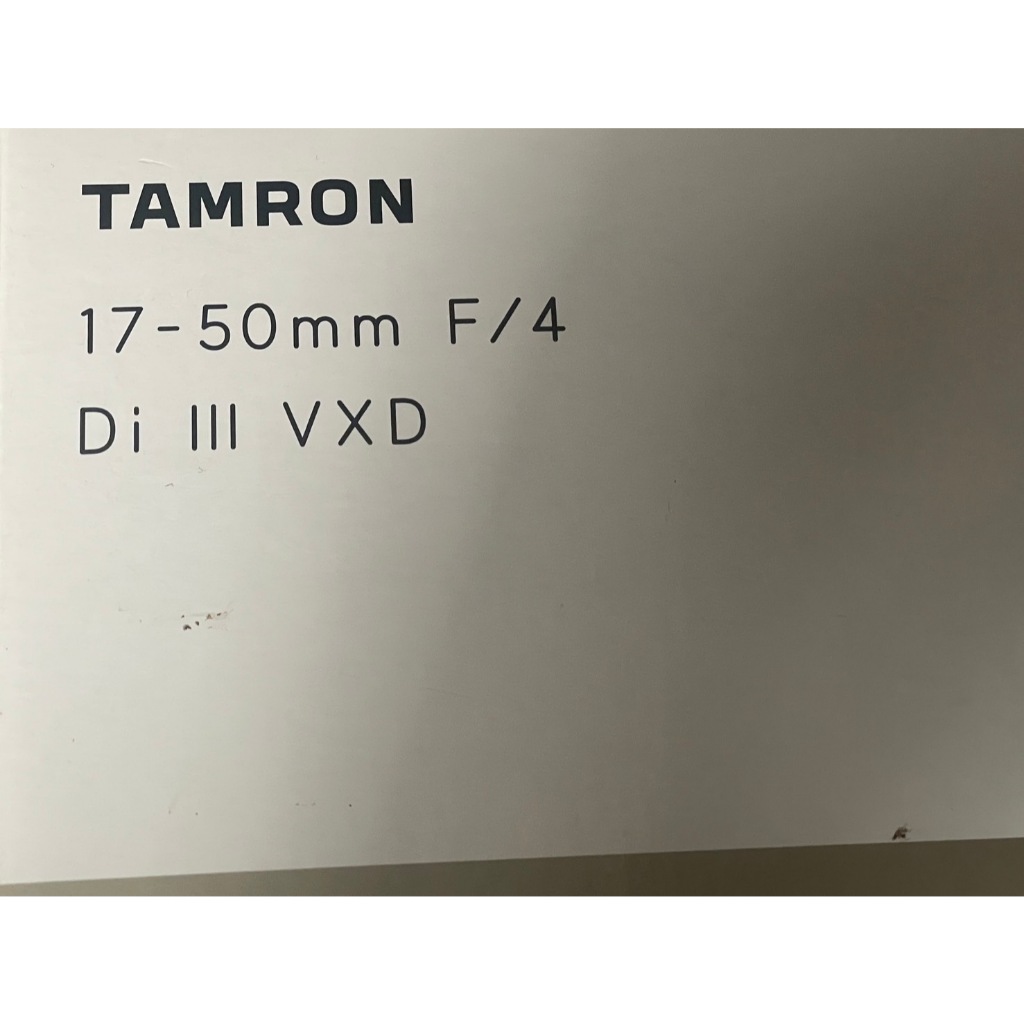 TAMRON
17-50mm F/4
Di III VXD